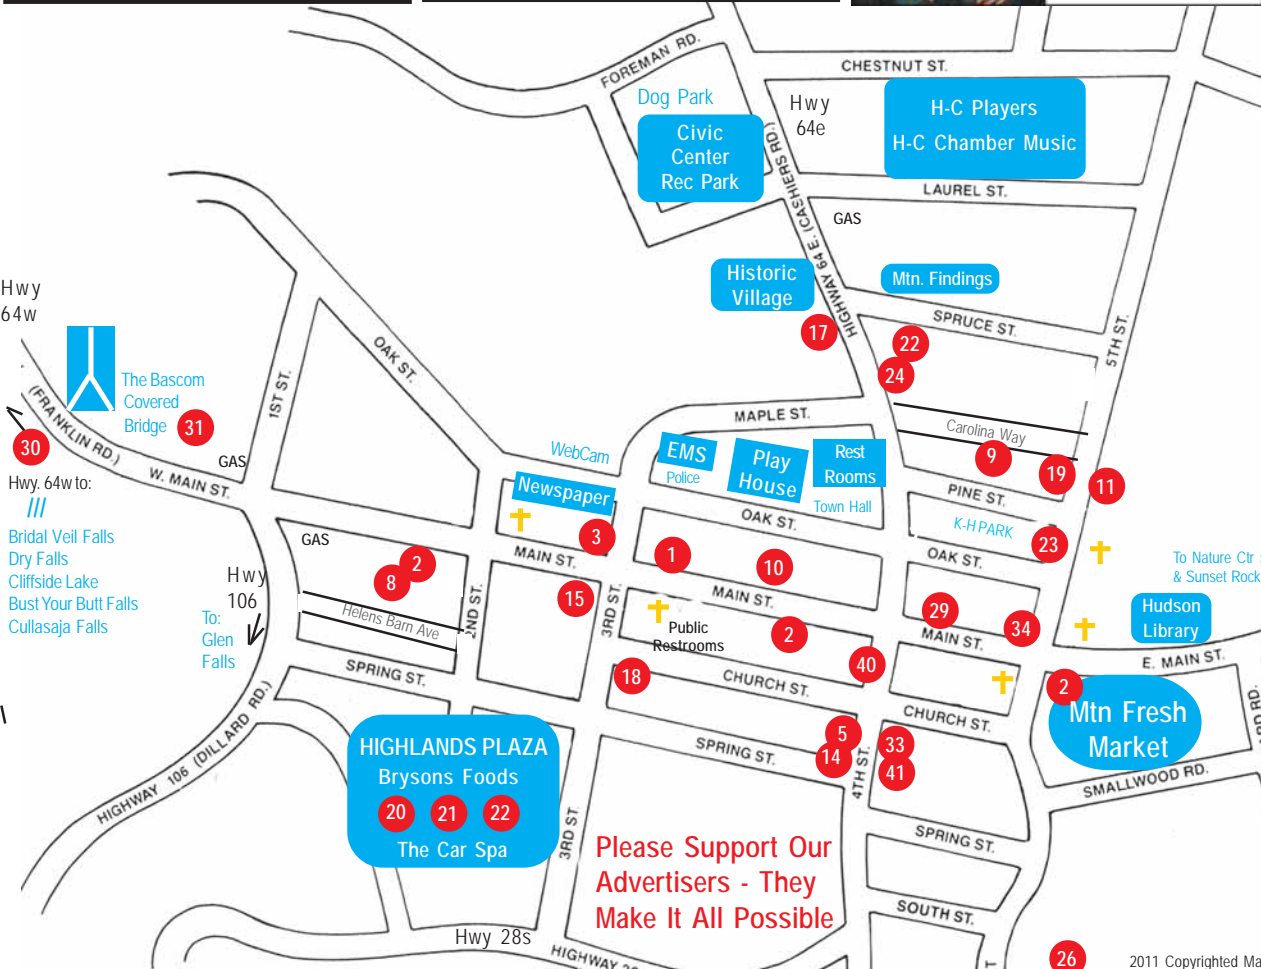 FOREMAN RD.
CHESTNUT ST.
Dog Park
Hwy
64e
Civic
Center
Rec Park
H-C Players
H-C Chamber Music
LAUREL ST.
GAS
HIGHWAY 64 E. (CASHIERS RD.)
Historic
Village
Mtn. Findings
SPRUCE ST.
5TH ST.
17
22
24
Hwy
64w
OAK ST.
The Bascom
Covered
Bridge
31
1ST ST.
30
(FRANKLIN RD.)
W. MAIN ST.
GAS
MAPLE ST.
Carolina Way
9
19
11
PINE ST.
WebCam
EMS
Police
Play
House
Rest
Rooms
Town Hall
Newspaper
OAK ST.
K-H PARK
23
OAK ST.
Hwy. 64w to:
Bridal Veil Falls
Dry Falls
Cliffside Lake
Bust Your Butt Falls
Cullasaja Falls
GAS
Hwy
106
To:
Glen
Falls
2
8
Helens Barn Ave
2ND ST.
MAIN ST.
3
15
3RD ST.
1
10
MAIN ST.
Public
Restrooms
2
40
29
MAIN ST.
34
To Nature Ctr
& Sunset Rock
Hudson
Library
E. MAIN ST.
SPRING ST.
18
CHURCH ST.
CHURCH ST.
2
Mtn Fresh
Market
SMALLWOOD RD.
HIGHWAY 106 (DILLARD RD.)
HIGHLANDS PLAZA
Brysons Foods
20
21
22
The Car Spa
3RD ST.
SPRING ST.
5
14
4TH ST.
33
41
SPRING ST.
Please Support Our
Advertisers - They
Make It All Possible
SOUTH ST.
Hwy 28s
HIGHWAY
26
2011 Copyrighted